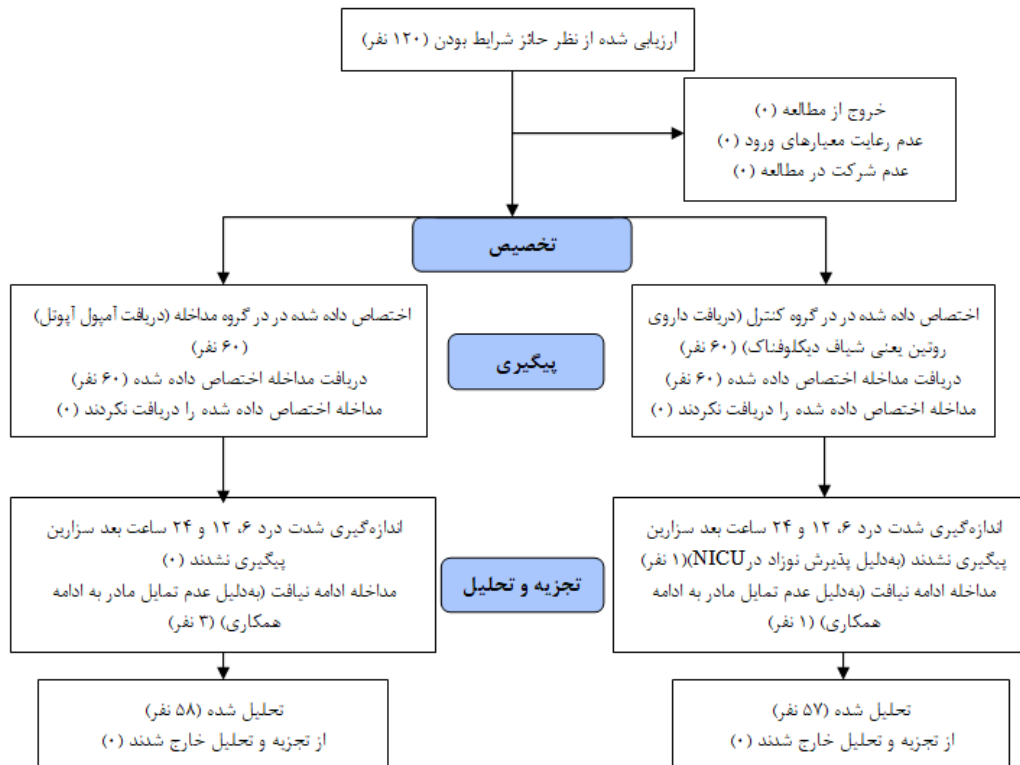 ارزیابی شده از نظر حائز شرایط بودن (۱۲۰ نفر)
خروج از مطالعه (۰)
عدم رعایت معیارهای ورود (۰)
عدم شرکت در مطالعه (۰)
تخصیص
اختصاص داده شده در در گروه کنترل (دریافت داروی
روتین یعنی شیاف دیکلوفناک) (۶۰ نفر)
دریافت مداخله اختصاص داده شده (۶۰ نفر)
مداخله اختصاص داده شده را دریافت نکردند (۰)
اختصاص داده شده در در گروه مداخله (دریافت آمپول آپوتل)
(۶۰ نفر)
دریافت مداخله اختصاص داده شده (۶۰ نفر)
مداخله اختصاص داده شده را دریافت نکردند (۰)
پیگیری
اندازه‌گیری شدت درد ۶، ۱۲ و ۲۴ ساعت بعد سزارین
پیگیری نشدند (به‌دلیل پذیرش نوزاد در NICU)(۱ نفر)
مداخله ادامه نیافت (به‌دلیل عدم تمایل مادر به ادامه
همکاری) (۱ نفر)
اندازه‌گیری شدت درد ۶، ۱۲ و ۲۴ ساعت بعد سزارین
پیگیری نشدند (۰)
مداخله ادامه نیافت (به‌دلیل عدم تمایل مادر به ادامه
همکاری) (۳ نفر)
تجزیه و تحلیل
تحلیل شده (۵۷ نفر)
از تجزیه و تحلیل خارج شدند (۰)
تحلیل شده (۵۸ نفر)
از تجزیه و تحلیل خارج شدند (۰)